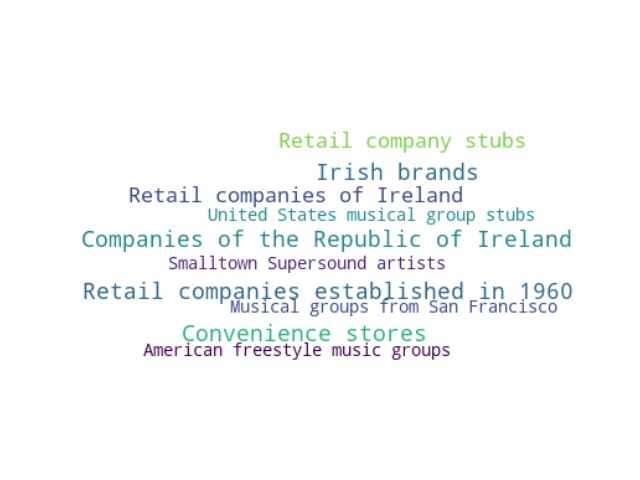 Retail company stubs
Irish brands
Retail companies of Ireland
United States musical group stubs
Companies of the Republic of Ireland
Smalltown Supersound artists
Retail companies established in 1960
Musical groups from San Francisco
Convenience stores
American freestyle music groups